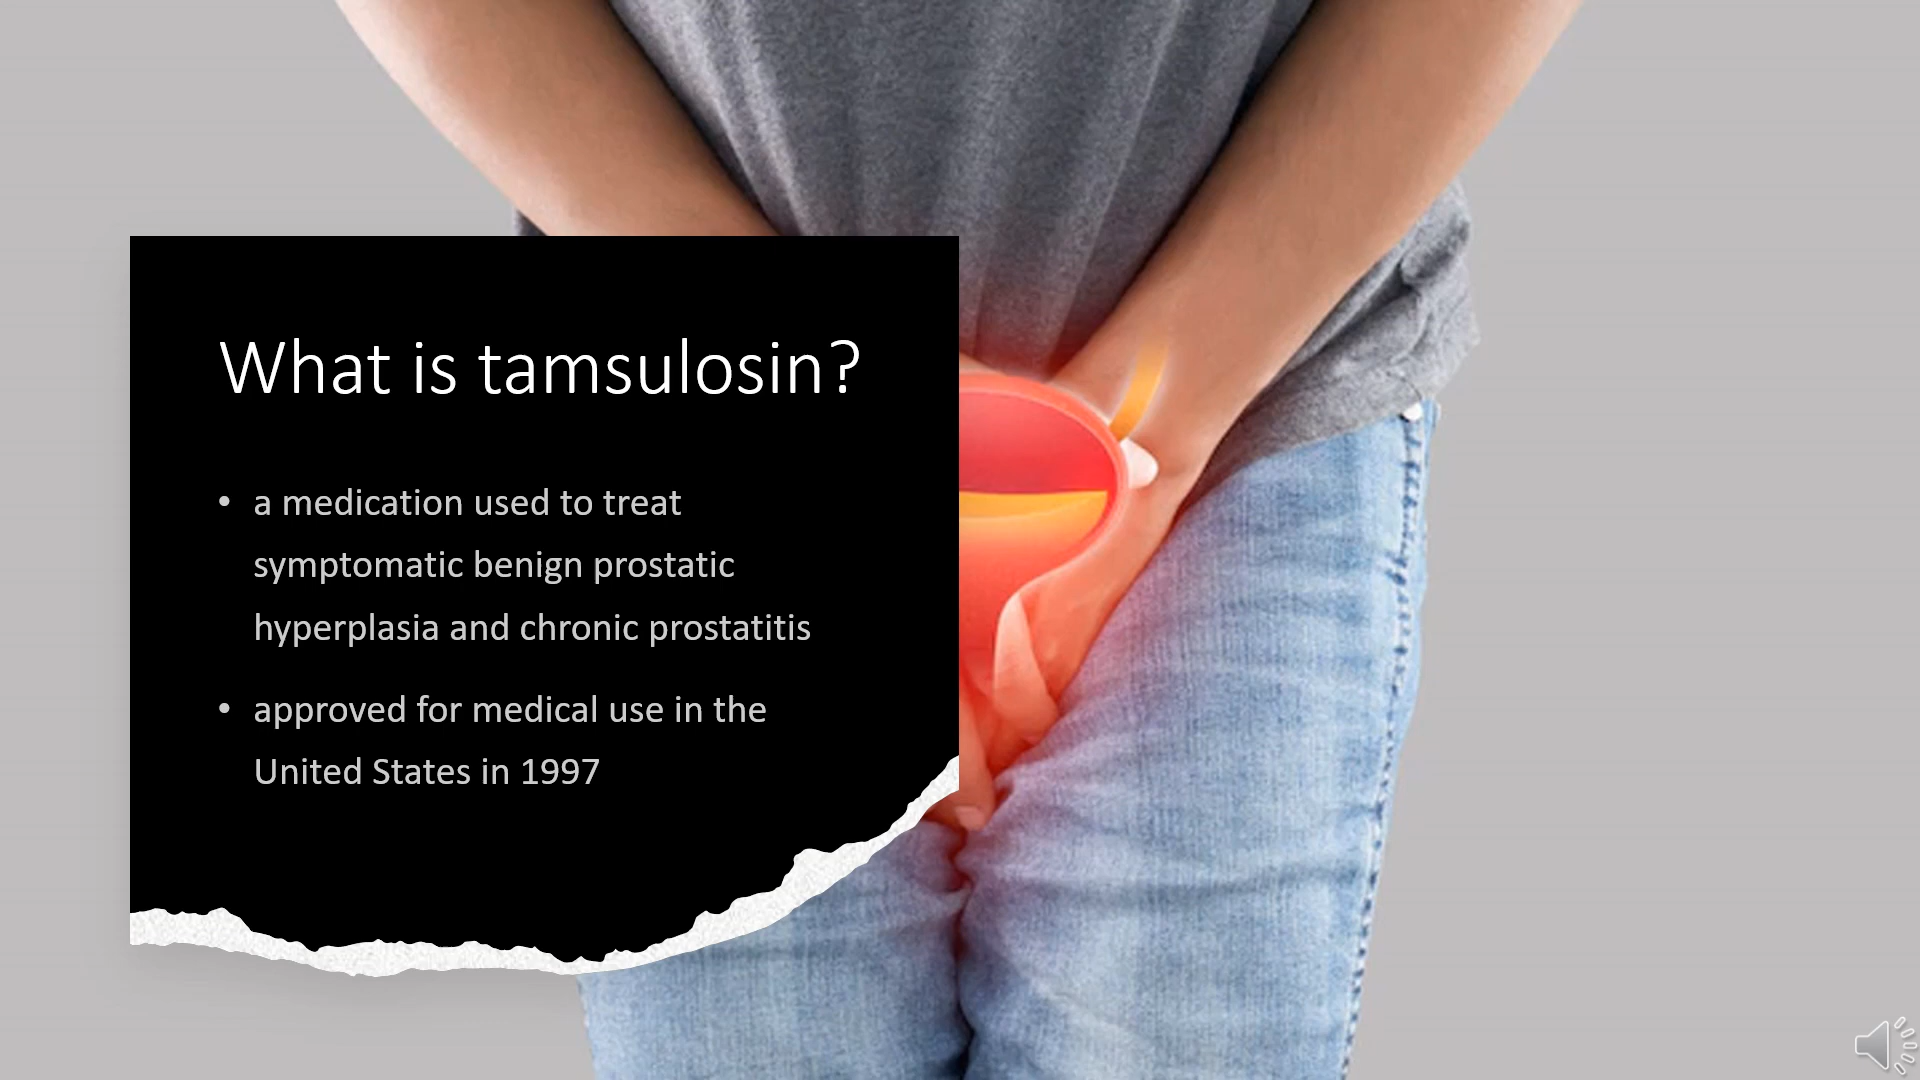 What is tamsulosin?
• a medication used to treat
symptomatic benign prostatic
hyperplasia and chronic prostatitis
• approved for medical use in the
United States in 1997